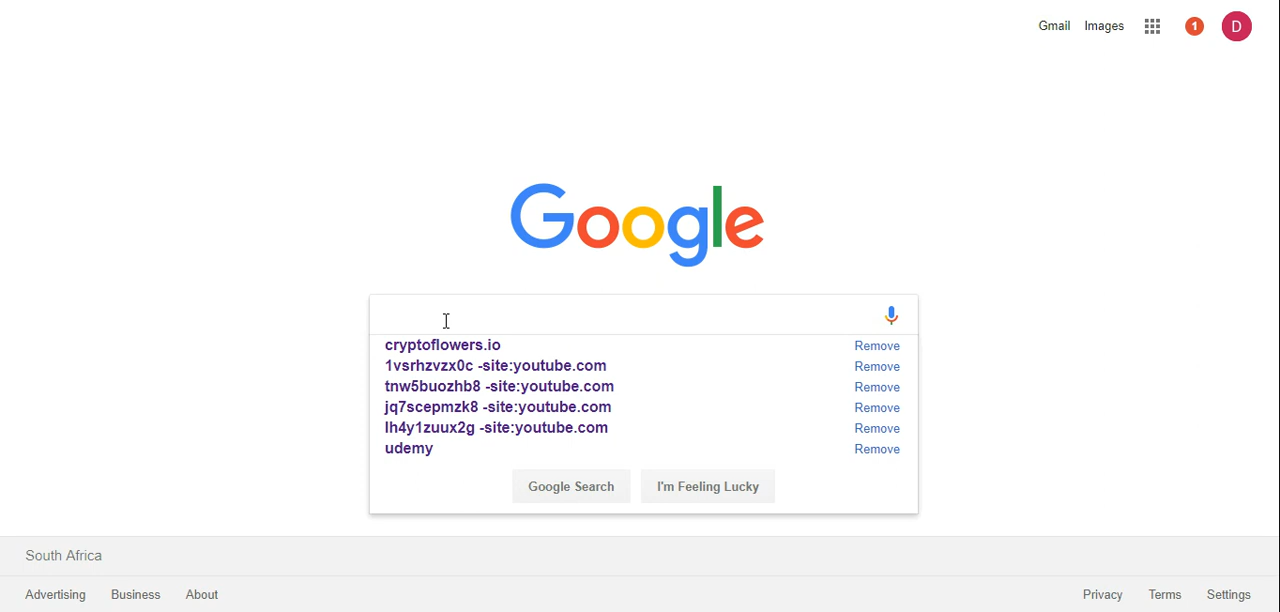 Gmail Images 1 D
Google
cryptoflowers.io Remove
1vsrhzvzx0c -site:youtube.com Remove
tnw5buozhb8 -site:youtube.com Remove
jq7scepmzk8 -site:youtube.com Remove
lh4y1zuux2g -site:youtube.com Remove
udemy Remove
Google Search I'm Feeling Lucky
South Africa
Advertising Business About Privacy Terms Settings